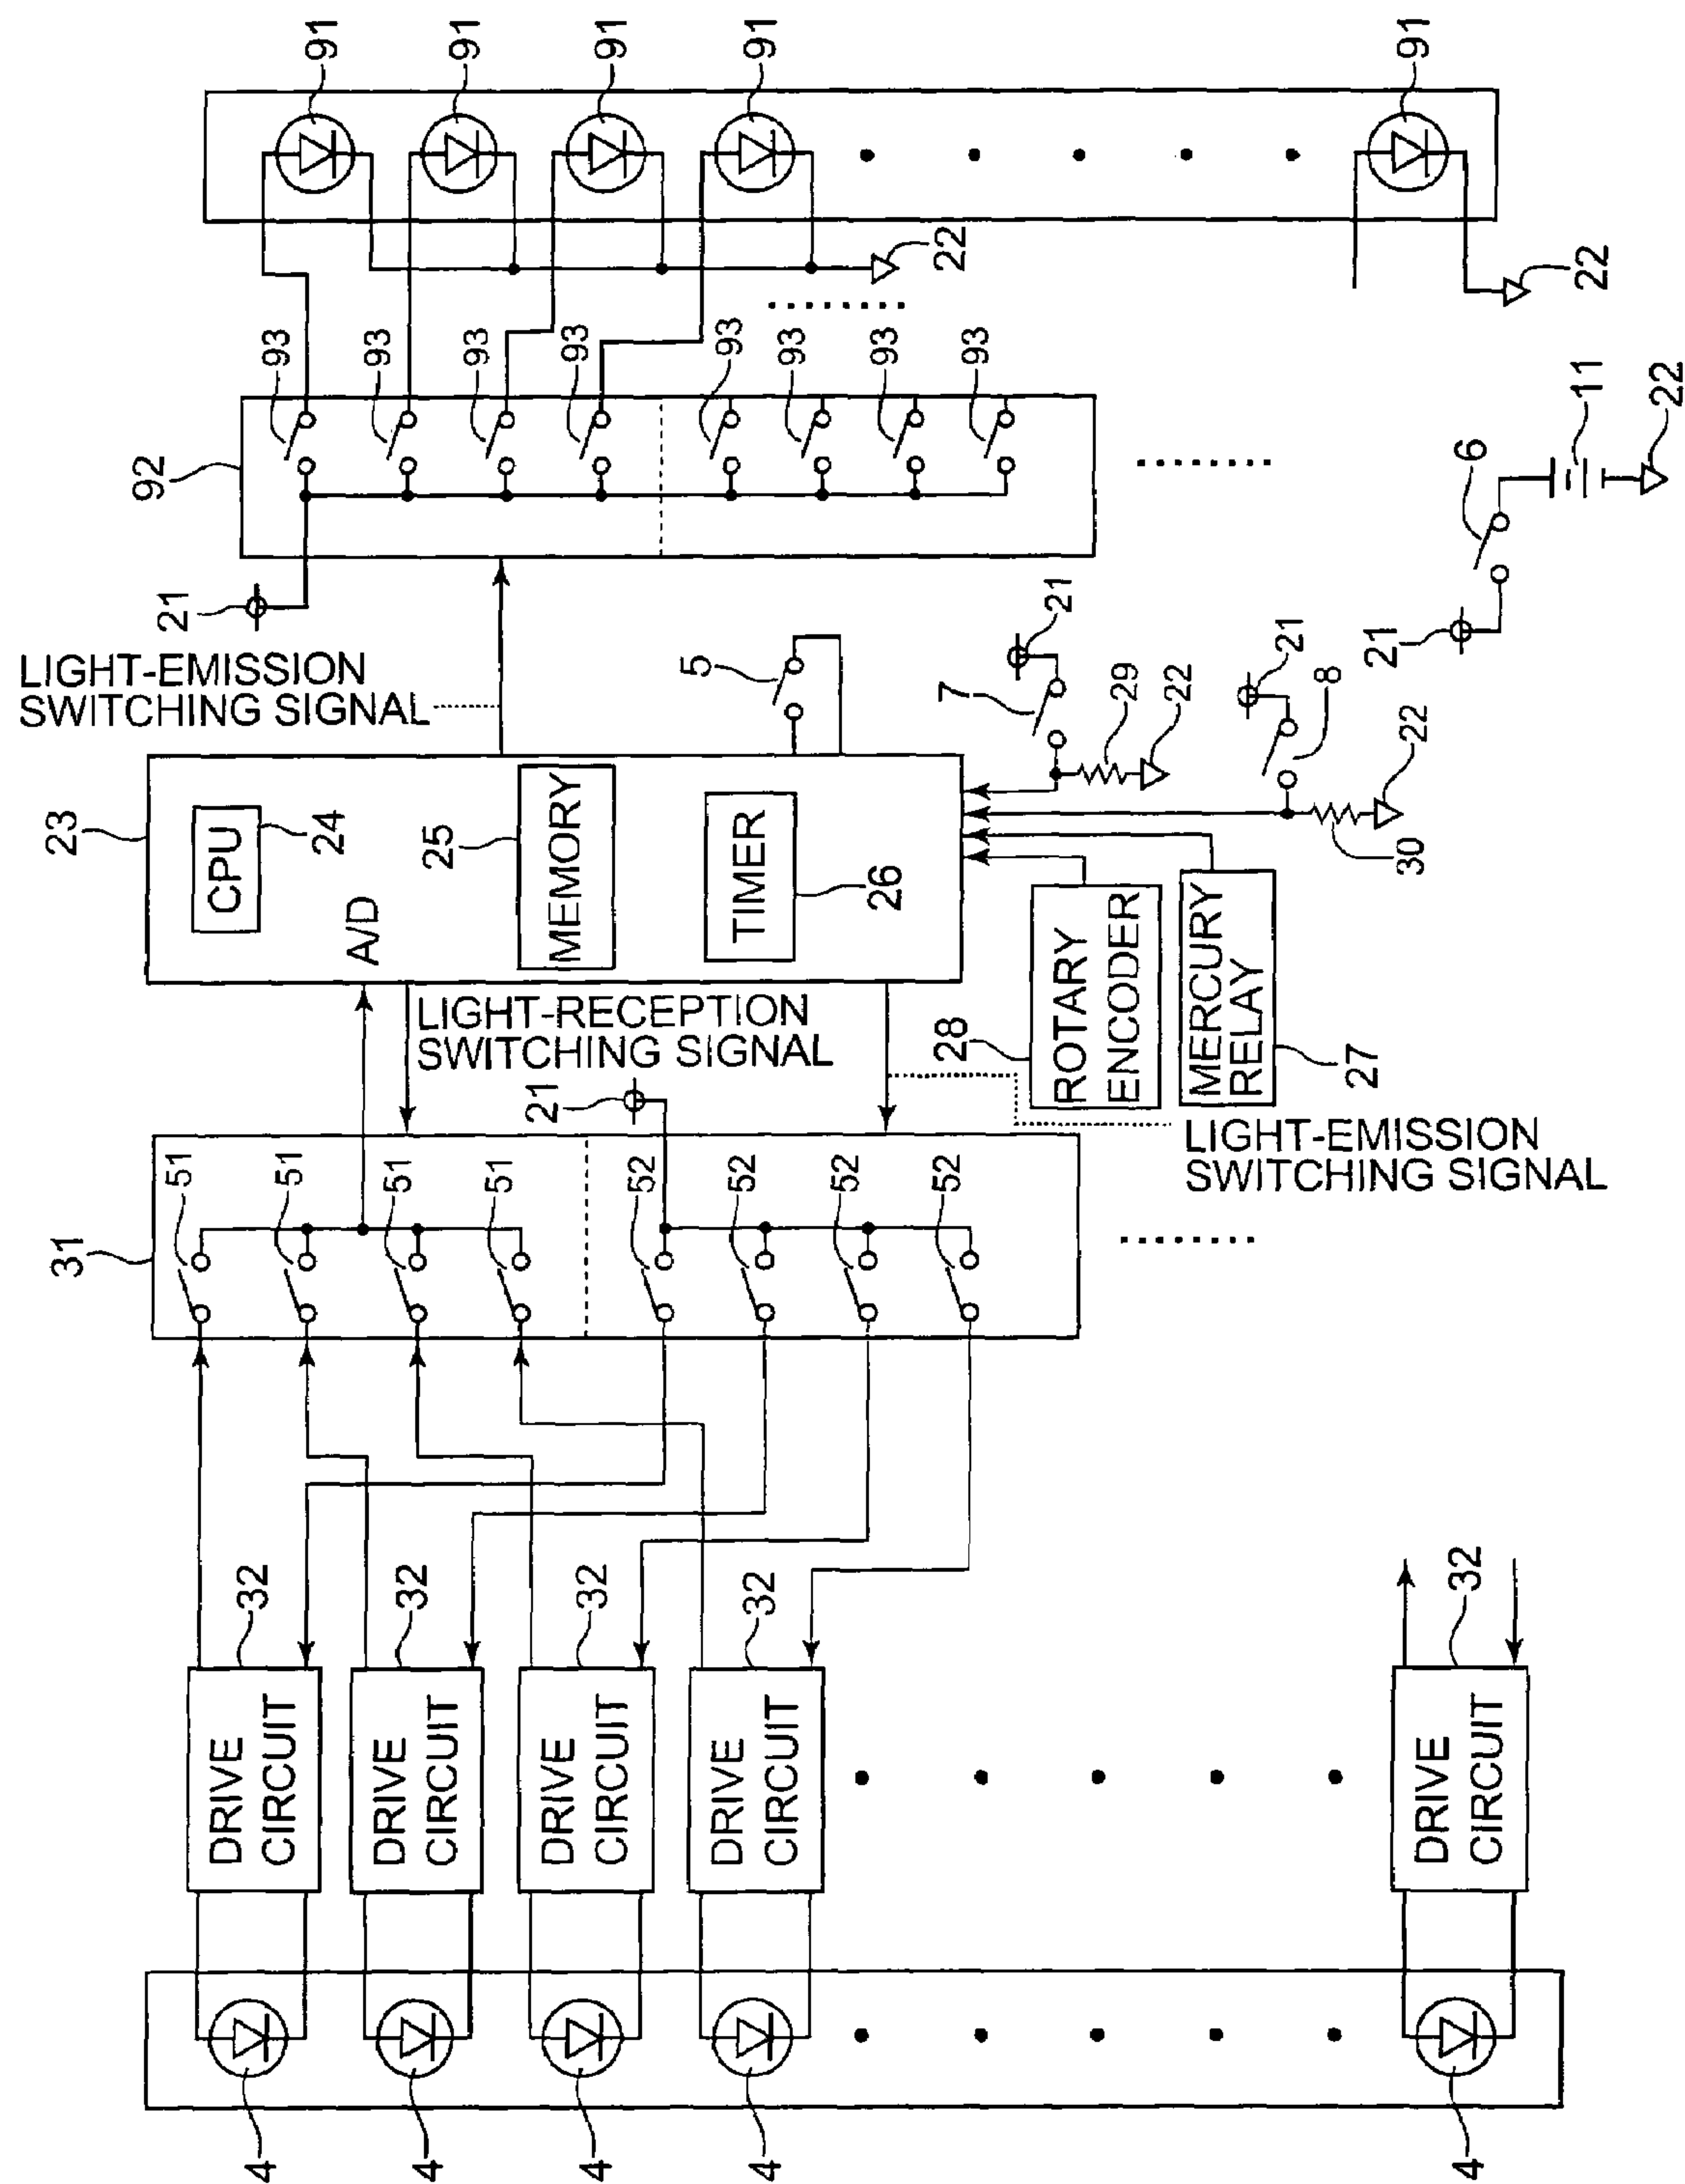 91
91
91
91
91
22
22
93
93
93
93
93
93
93
93
92
11
22
6
21
21
LIGHT-EMISSION
SWITCHING SIGNAL
5
7
21
29
22
21
8
22
30
23
CPU
24
A/D
25
MEMORY
TIMER
26
LIGHT-RECEPTION
SWITCHING SIGNAL
28
ROTARY
ENCODER
MERCURY
RELAY
27
21
LIGHT-EMISSION
SWITCHING SIGNAL
31
51
51
51
51
52
52
52
52
32
32
32
32
32
DRIVE
CIRCUIT
DRIVE
CIRCUIT
DRIVE
CIRCUIT
DRIVE
CIRCUIT
DRIVE
CIRCUIT
4
4
4
4
4